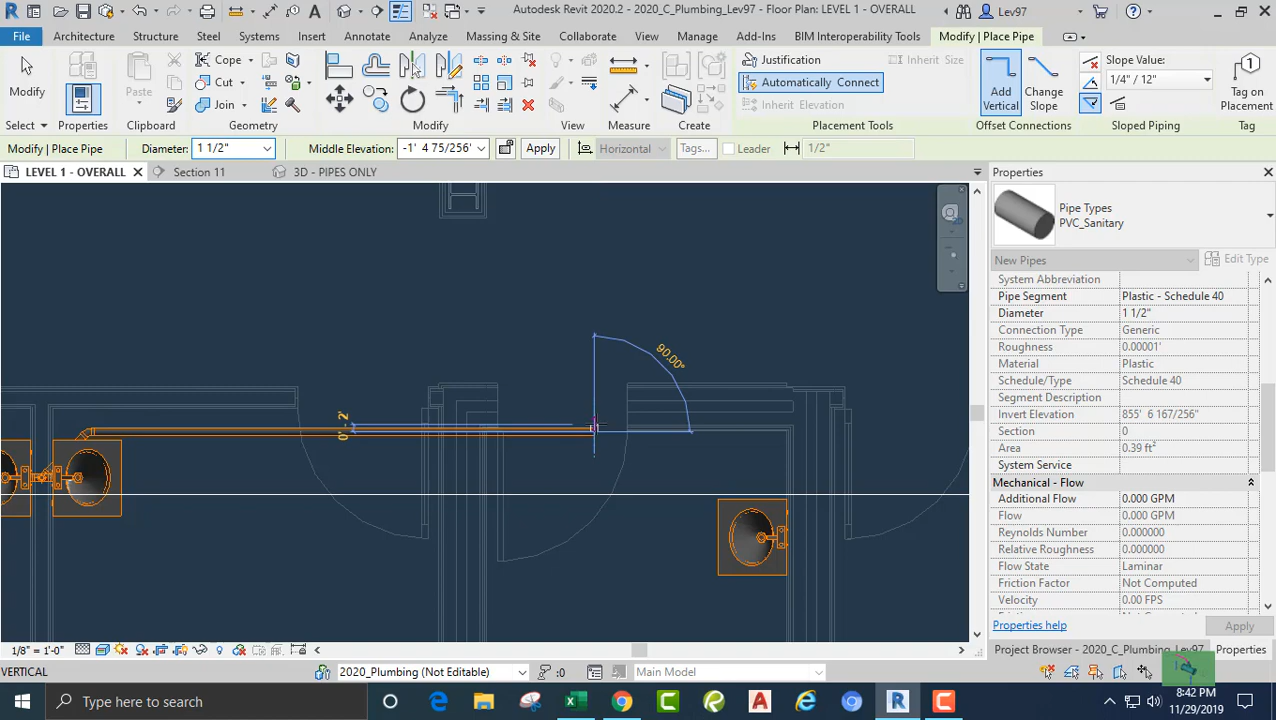 Autodesk Revit 2020.2 - 2020_C_Plumbing_Lev97 - Floor Plan: LEVEL 1 - OVERALL
Lev97
File Architecture Structure Steel Systems Insert Annotate Analyze Massing & Site Collaborate View Manage Add-Ins BIM Interoperability Tools Modify | Place Pipe
Modify
Select
Properties
Paste
Clipboard
Cope
Cut
Join
Geometry
Modify
View
Measure
Create
Justification
Automatically Connect
Inherit Elevation
Inherit Size
Placement Tools
Add Vertical
Change Slope
Offset Connections
Slope Value:
1/4" / 12"
Sloped Piping
Tag on Placement
Tag
Modify | Place Pipe Diameter: 1 1/2" Middle Elevation: -1' 4 75/256" Apply Horizontal Tags... Leader 1/2"
LEVEL 1 - OVERALL Section 11 3D - PIPES ONLY
90.00°
0' - 2'
Properties
Pipe Types
PVC_Sanitary
New Pipes Edit Type
System Abbreviation
Pipe Segment Plastic - Schedule 40
Diameter 1 1/2"
Connection Type Generic
Roughness 0.00001'
Material Plastic
Schedule/Type Schedule 40
Segment Description
Invert Elevation 855' 6 167/256"
Section 0
Area 0.39 ft²
System Service
Mechanical - Flow
Additional Flow 0.000 GPM
Flow 0.000 GPM
Reynolds Number 0.000000
Relative Roughness 0.000000
Flow State Laminar
Friction Factor Not Computed
Velocity 0.00 FPS
Properties help Apply
Project Browser - 2020_C_Plumbing_Lev97 Properties
1/8" = 1'-0"
VERTICAL
2020_Plumbing (Not Editable)
:0
Main Model
Type here to search
8:42 PM
11/29/2019